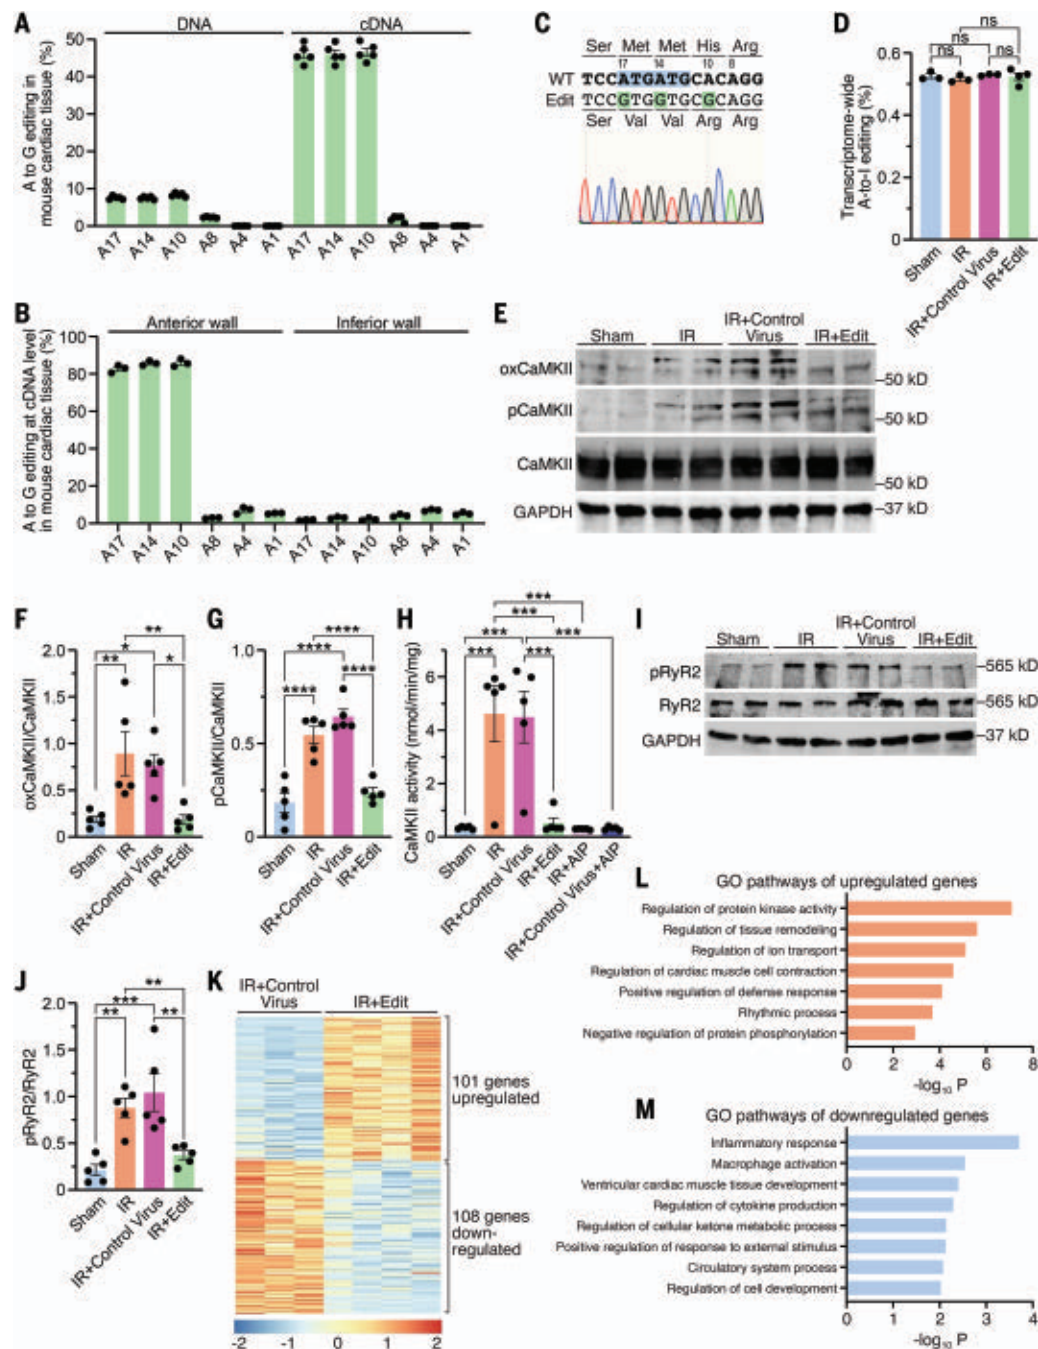 A
DNA
cDNA
A to G editing in
mouse cardiac tissue (%)
50
40
30
20
10
0
A17 A14 A10 A8 A4 A1 A17 A14 A10 A8 A4 A1
B
Anterior wall
Inferior wall
A to G editing at cDNA level
in mouse cardiac tissue (%)
100
80
60
40
20
0
A17 A14 A10 A8 A4 A1 A17 A14 A10 A8 A4 A1
C
Ser Met Met His Arg
17 14 10 8
WT TCCATGATGCACAGG
Edit TCCGTGGTGCGCAGG
Ser Val Val Arg Arg
D
Transcriptome-wide
A-to-I editing (%)
ns
ns
ns ns
0.6
0.4
0.2
0.0
Sham IR IR+Control Virus IR+Edit
E
Sham IR IR+Control Virus IR+Edit
oxCaMKII
–50 kD
pCaMKII
–50 kD
CaMKII
–50 kD
GAPDH
–37 kD
F
oxCaMKII/CaMKII
2.0
1.5
1.0
0.5
0
**
*
** *
Sham IR IR+Control Virus IR+Edit
G
pCaMKII/CaMKII
1.0
0.5
0
****
****
**** ****
Sham IR IR+Control Virus IR+Edit
H
CaMKII activity (nmol/min/mg)
8
6
4
2
0
***
***
*** ***
*** ***
Sham IR IR+Control Virus IR+Edit IR+AIP IR+Control Virus+AIP
I
Sham IR IR+Control Virus IR+Edit
pRyR2
–565 kD
RyR2
–565 kD
GAPDH
–37 kD
J
pRyR2/RyR2
2.0
1.5
1.0
0.5
0
**
***
** **
Sham IR IR+Control Virus IR+Edit
K
IR+Control
Virus
IR+Edit
101 genes
upregulated
108 genes
down-
regulated
-2 -1 0 1 2
L
GO pathways of upregulated genes
Regulation of protein kinase activity
Regulation of tissue remodeling
Regulation of ion transport
Regulation of cardiac muscle cell contraction
Positive regulation of defense response
Rhythmic process
Negative regulation of protein phosphorylation
0 2 4 6 8
-log10 P
M
GO pathways of downregulated genes
Inflammatory response
Macrophage activation
Ventricular cardiac muscle tissue development
Regulation of cytokine production
Regulation of cellular ketone metabolic process
Positive regulation of response to external stimulus
Circulatory system process
Regulation of cell development
0 1 2 3 4
-log10 P